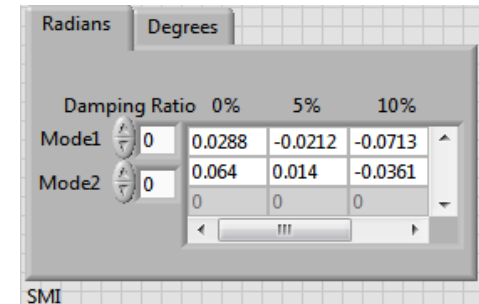 Radians Degrees
Damping Ratio 0% 5% 10%
Mode1 0 0.0288 -0.0212 -0.0713
Mode2 0 0.064 0.014 -0.0361
0 0 0
SMI